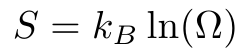 S = k_B ln(Ω)